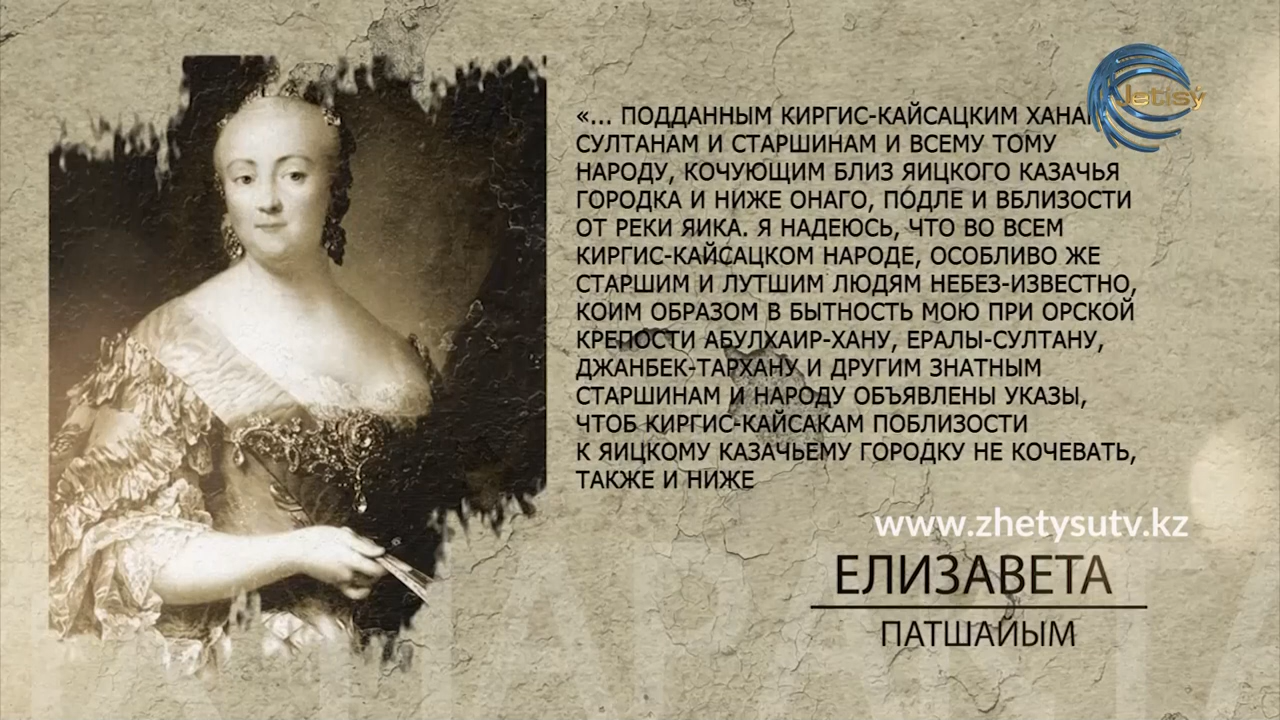 Jetisý
«... ПОДДАННЫМ КИРГИС-КАЙСАЦКИМ
СУЛТАНАМ И СТАРШИНАМ И ВСЕМУ ТОМУ
НАРОДУ, КОЧУЮЩИМ БЛИЗ ЯИЦКОГО КАЗАЧЬЯ
ГОРОДКА И НИЖЕ ОНАГО, ПОДЛЕ И ВБЛИЗОСТИ
ОТ РЕКИ ЯИКА. Я НАДЕЮСЬ, ЧТО ВО ВСЕМ
КИРГИС-КАЙСАЦКОМ НАРОДЕ, ОСОБЛИВО ЖЕ
СТАРШИМ И ЛУТШИМ ЛЮДЯМ НЕБЕЗ-ИЗВЕСТНО,
КОИМ ОБРАЗОМ В БЫТНОСТЬ МОЮ ПРИ ОРСКОЙ
КРЕПОСТИ АБУЛХАИР-ХАНУ, ЕРАЛЫ-СУЛТАНУ,
ДЖАНБЕК-ТАРХАНУ И ДРУГИМ ЗНАТНЫМ
СТАРШИНАМ И НАРОДУ ОБЪЯВЛЕНЫ УКАЗЫ,
ЧТОБ КИРГИС-КАЙСАКАМ ПОБЛИЗОСТИ
К ЯИЦКОМУ КАЗАЧЬЕМУ ГОРОДКУ НЕ КОЧЕВАТЬ,
ТАКЖЕ И НИЖЕ
www.zhetysutv.kz
ЕЛИЗАВЕТА
ПАТШАЙЫМ